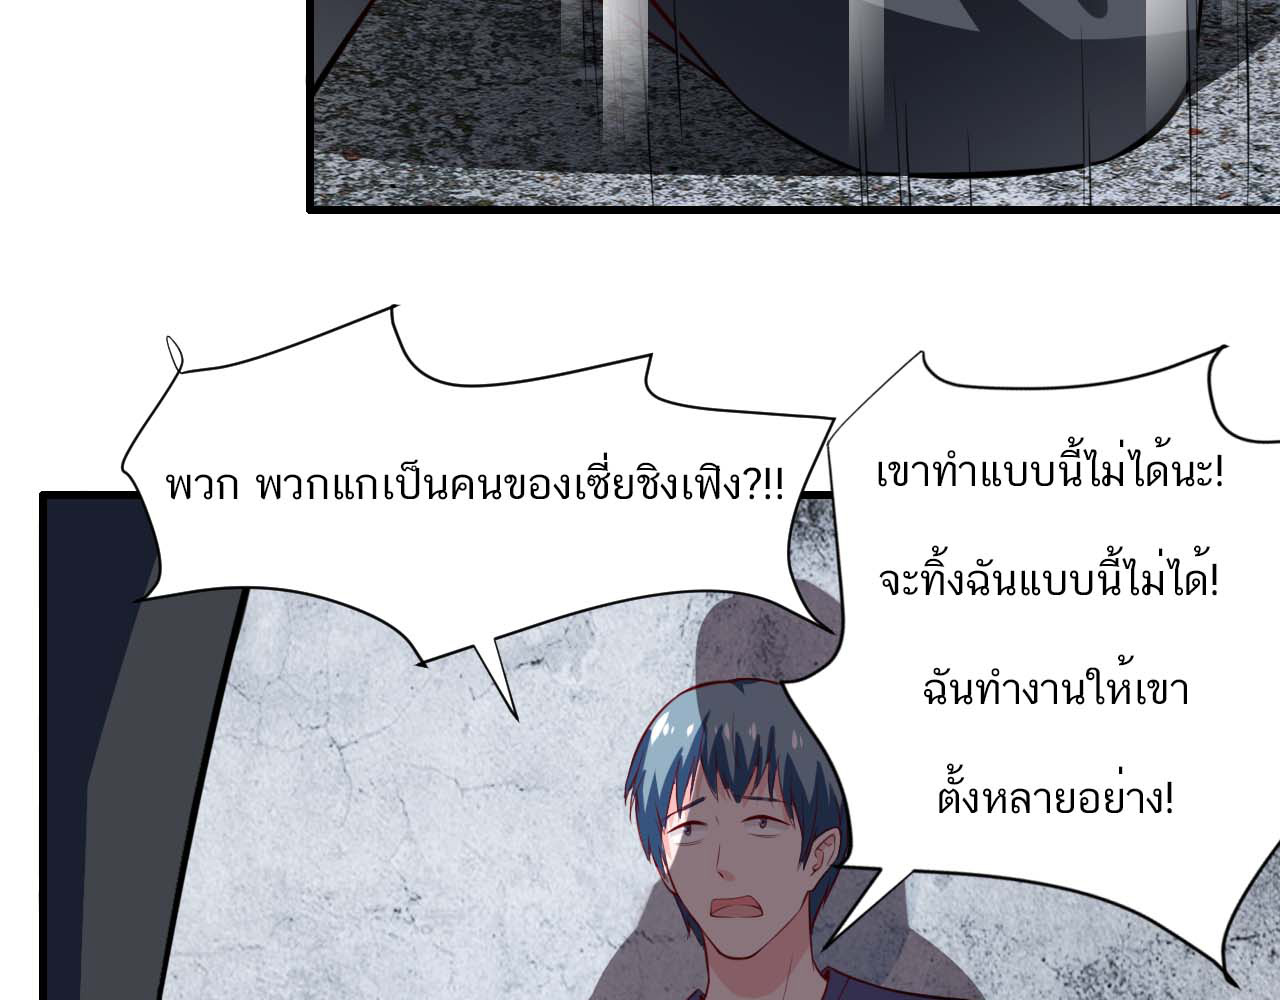 พวก พวกแกเป็นคนของเซี่ยชิงเฟิง?!!
เขาทำแบบนี้ไม่ได้นะ!
จะทิ้งฉันแบบนี้ไม่ได้!
ฉันทำงานให้เขา
ตั้งหลายอย่าง!